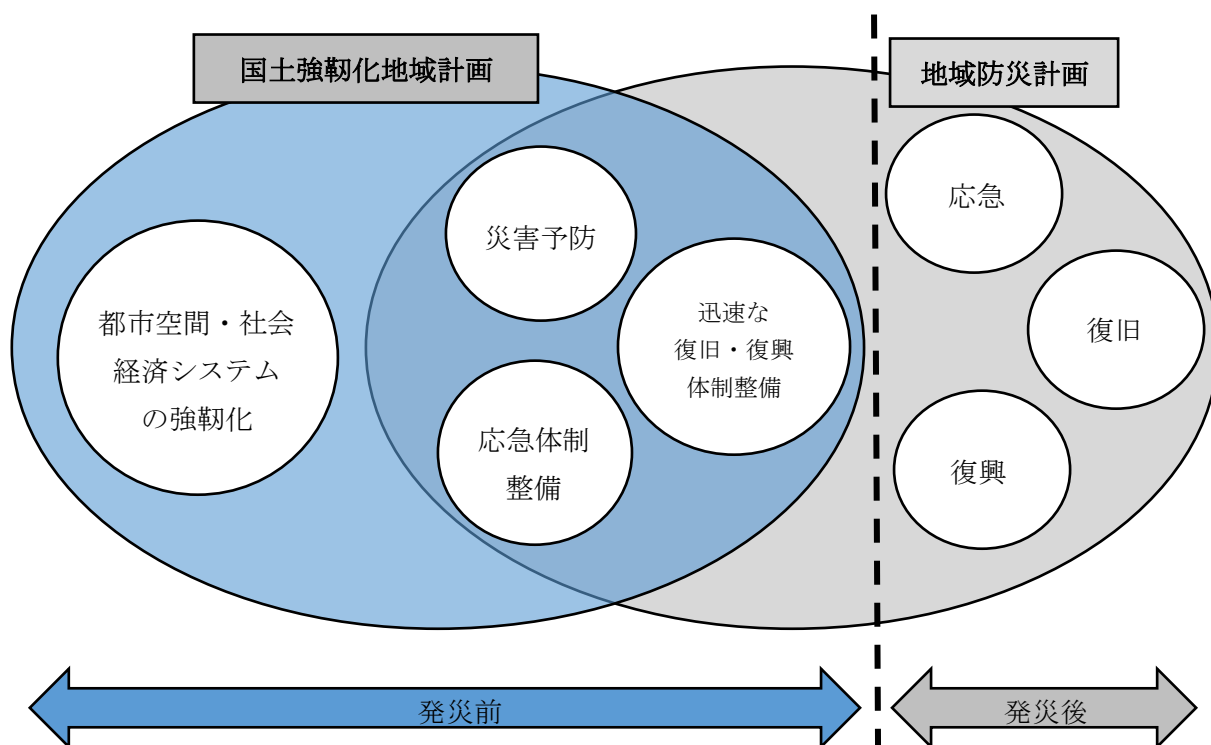 国土強靱化地域計画
地域防災計画
都市空間・社会
経済システム
の強靱化
災害予防
応急体制
整備
迅速な
復旧・復興
体制整備
応急
復旧
復興
発災前
発災後